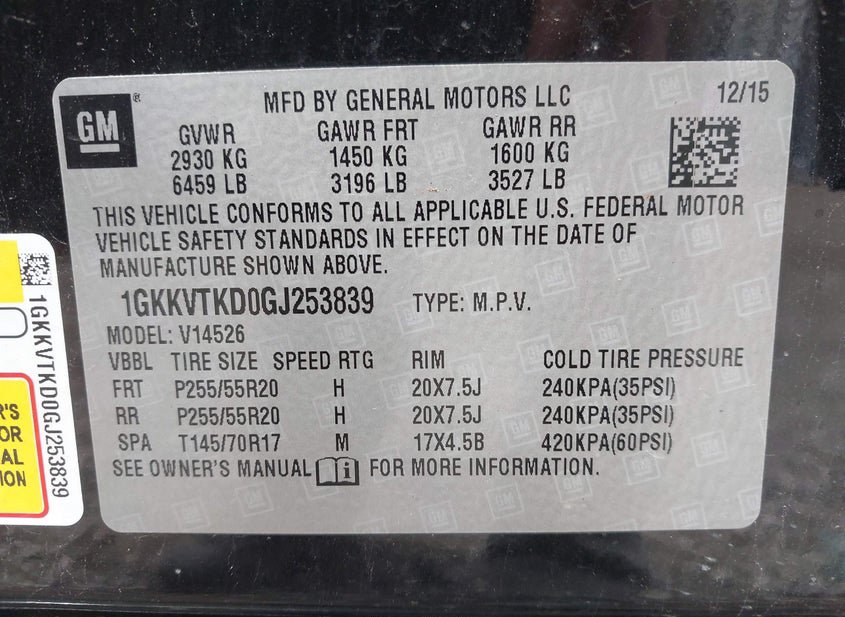 GM
MFD BY GENERAL MOTORS LLC 12/15
GVWR GAWR FRT GAWR RR
2930 KG 1450 KG 1600 KG
6459 LB 3196 LB 3527 LB
THIS VEHICLE CONFORMS TO ALL APPLICABLE U.S. FEDERAL MOTOR
VEHICLE SAFETY STANDARDS IN EFFECT ON THE DATE OF
MANUFACTURE SHOWN ABOVE.
1GKKVTKD0GJ253839 TYPE: M.P.V.
MODEL: V14526
VBBL TIRE SIZE SPEED RTG RIM COLD TIRE PRESSURE
FRT P255/55R20 H 20X7.5J 240KPA(35PSI)
RR P255/55R20 H 20X7.5J 240KPA(35PSI)
SPA T145/70R17 M 17X4.5B 420KPA(60PSI)
SEE OWNER'S MANUAL FOR MORE INFORMATION.
1GKKVTKD0GJ253839
R'S
OR
AL
ION